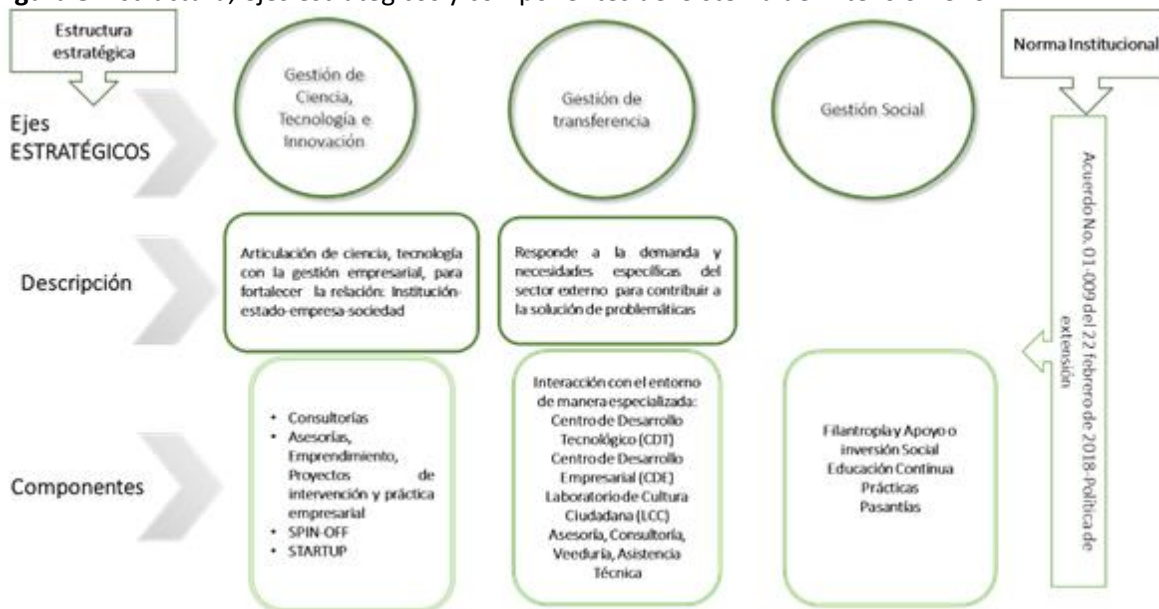 Estructura
estratégica
Norma Institucional
Ejes
ESTRATÉGICOS
Gestión de
Ciencia,
Tecnología e
Innovación
Gestión de
transferencia
Gestión Social
Descripción
Articulación de ciencia, tecnología
con la gestión empresarial, para
fortalecer la relación: Institución-
estado-empresa-sociedad
Responde a la demanda y
necesidades específicas del
sector externo para contribuir a
la solución de problemáticas
Componentes
• Consultorías
• Asesorías,
Emprendimiento,
Proyectos de
intervención y práctica
empresarial
• SPIN-OFF
• STARTUP
Interacción con el entorno
de manera especializada:
Centro de Desarrollo
Tecnológico (CDT)
Centro de Desarrollo
Empresarial (CDE)
Laboratorio de Cultura
Ciudadana (LCC)
Asesoría, Consultoría,
Veeduría, Asistencia
Técnica
Filantropía y Apoyo o
inversión Social
Educación Continua
Prácticas
Pasantías
Acuerdo No. 01-009 del 22 febrero de 2018-Política de
extensión